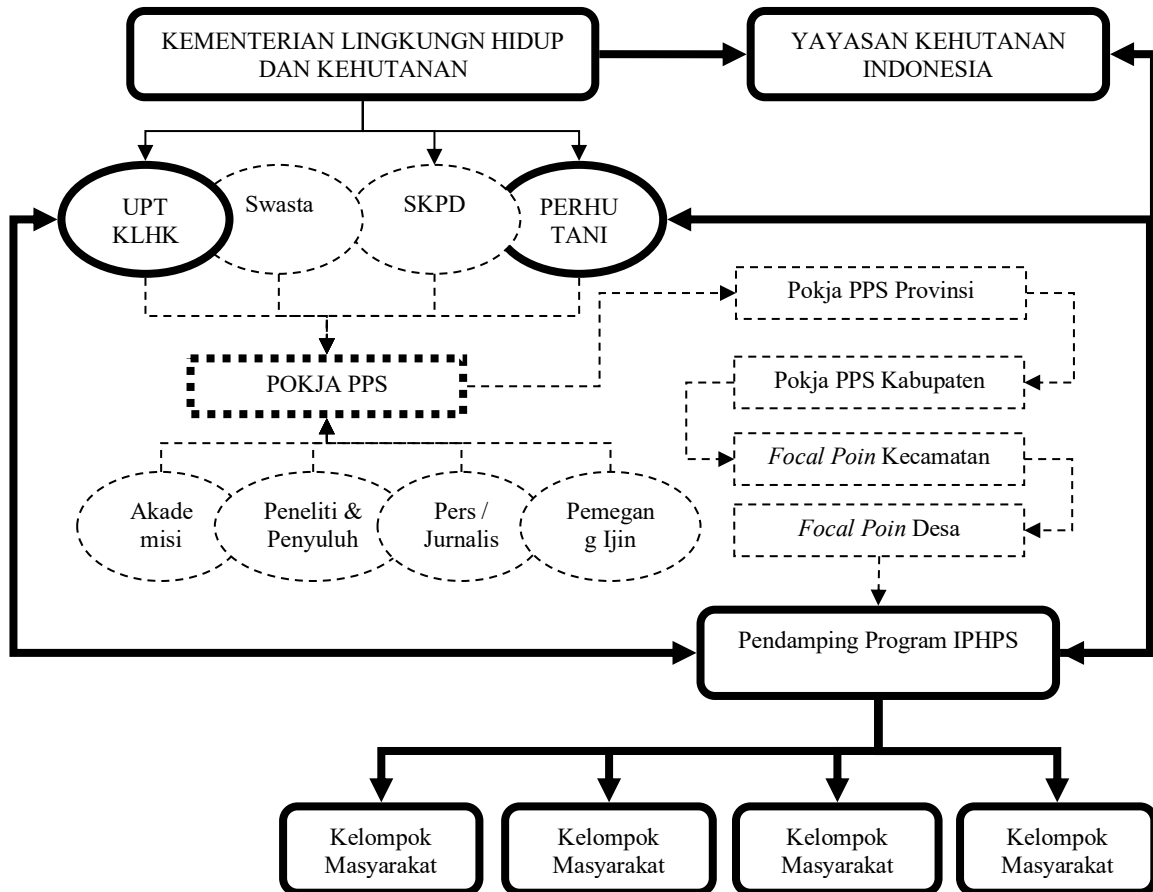 KEMENTERIAN LINGKUNGN HIDUP
DAN KEHUTANAN
YAYASAN KEHUTANAN
INDONESIA
UPT
KLHK
Swasta
SKPD
PERHU
TANI
Pokja PPS Provinsi
POKJA PPS
Pokja PPS Kabupaten
Focal Poin Kecamatan
Akade
misi
Peneliti &
Penyuluh
Pers /
Jurnalis
Pemegan
g Ijin
Focal Poin Desa
Pendamping Program IPHPS
Kelompok
Masyarakat
Kelompok
Masyarakat
Kelompok
Masyarakat
Kelompok
Masyarakat